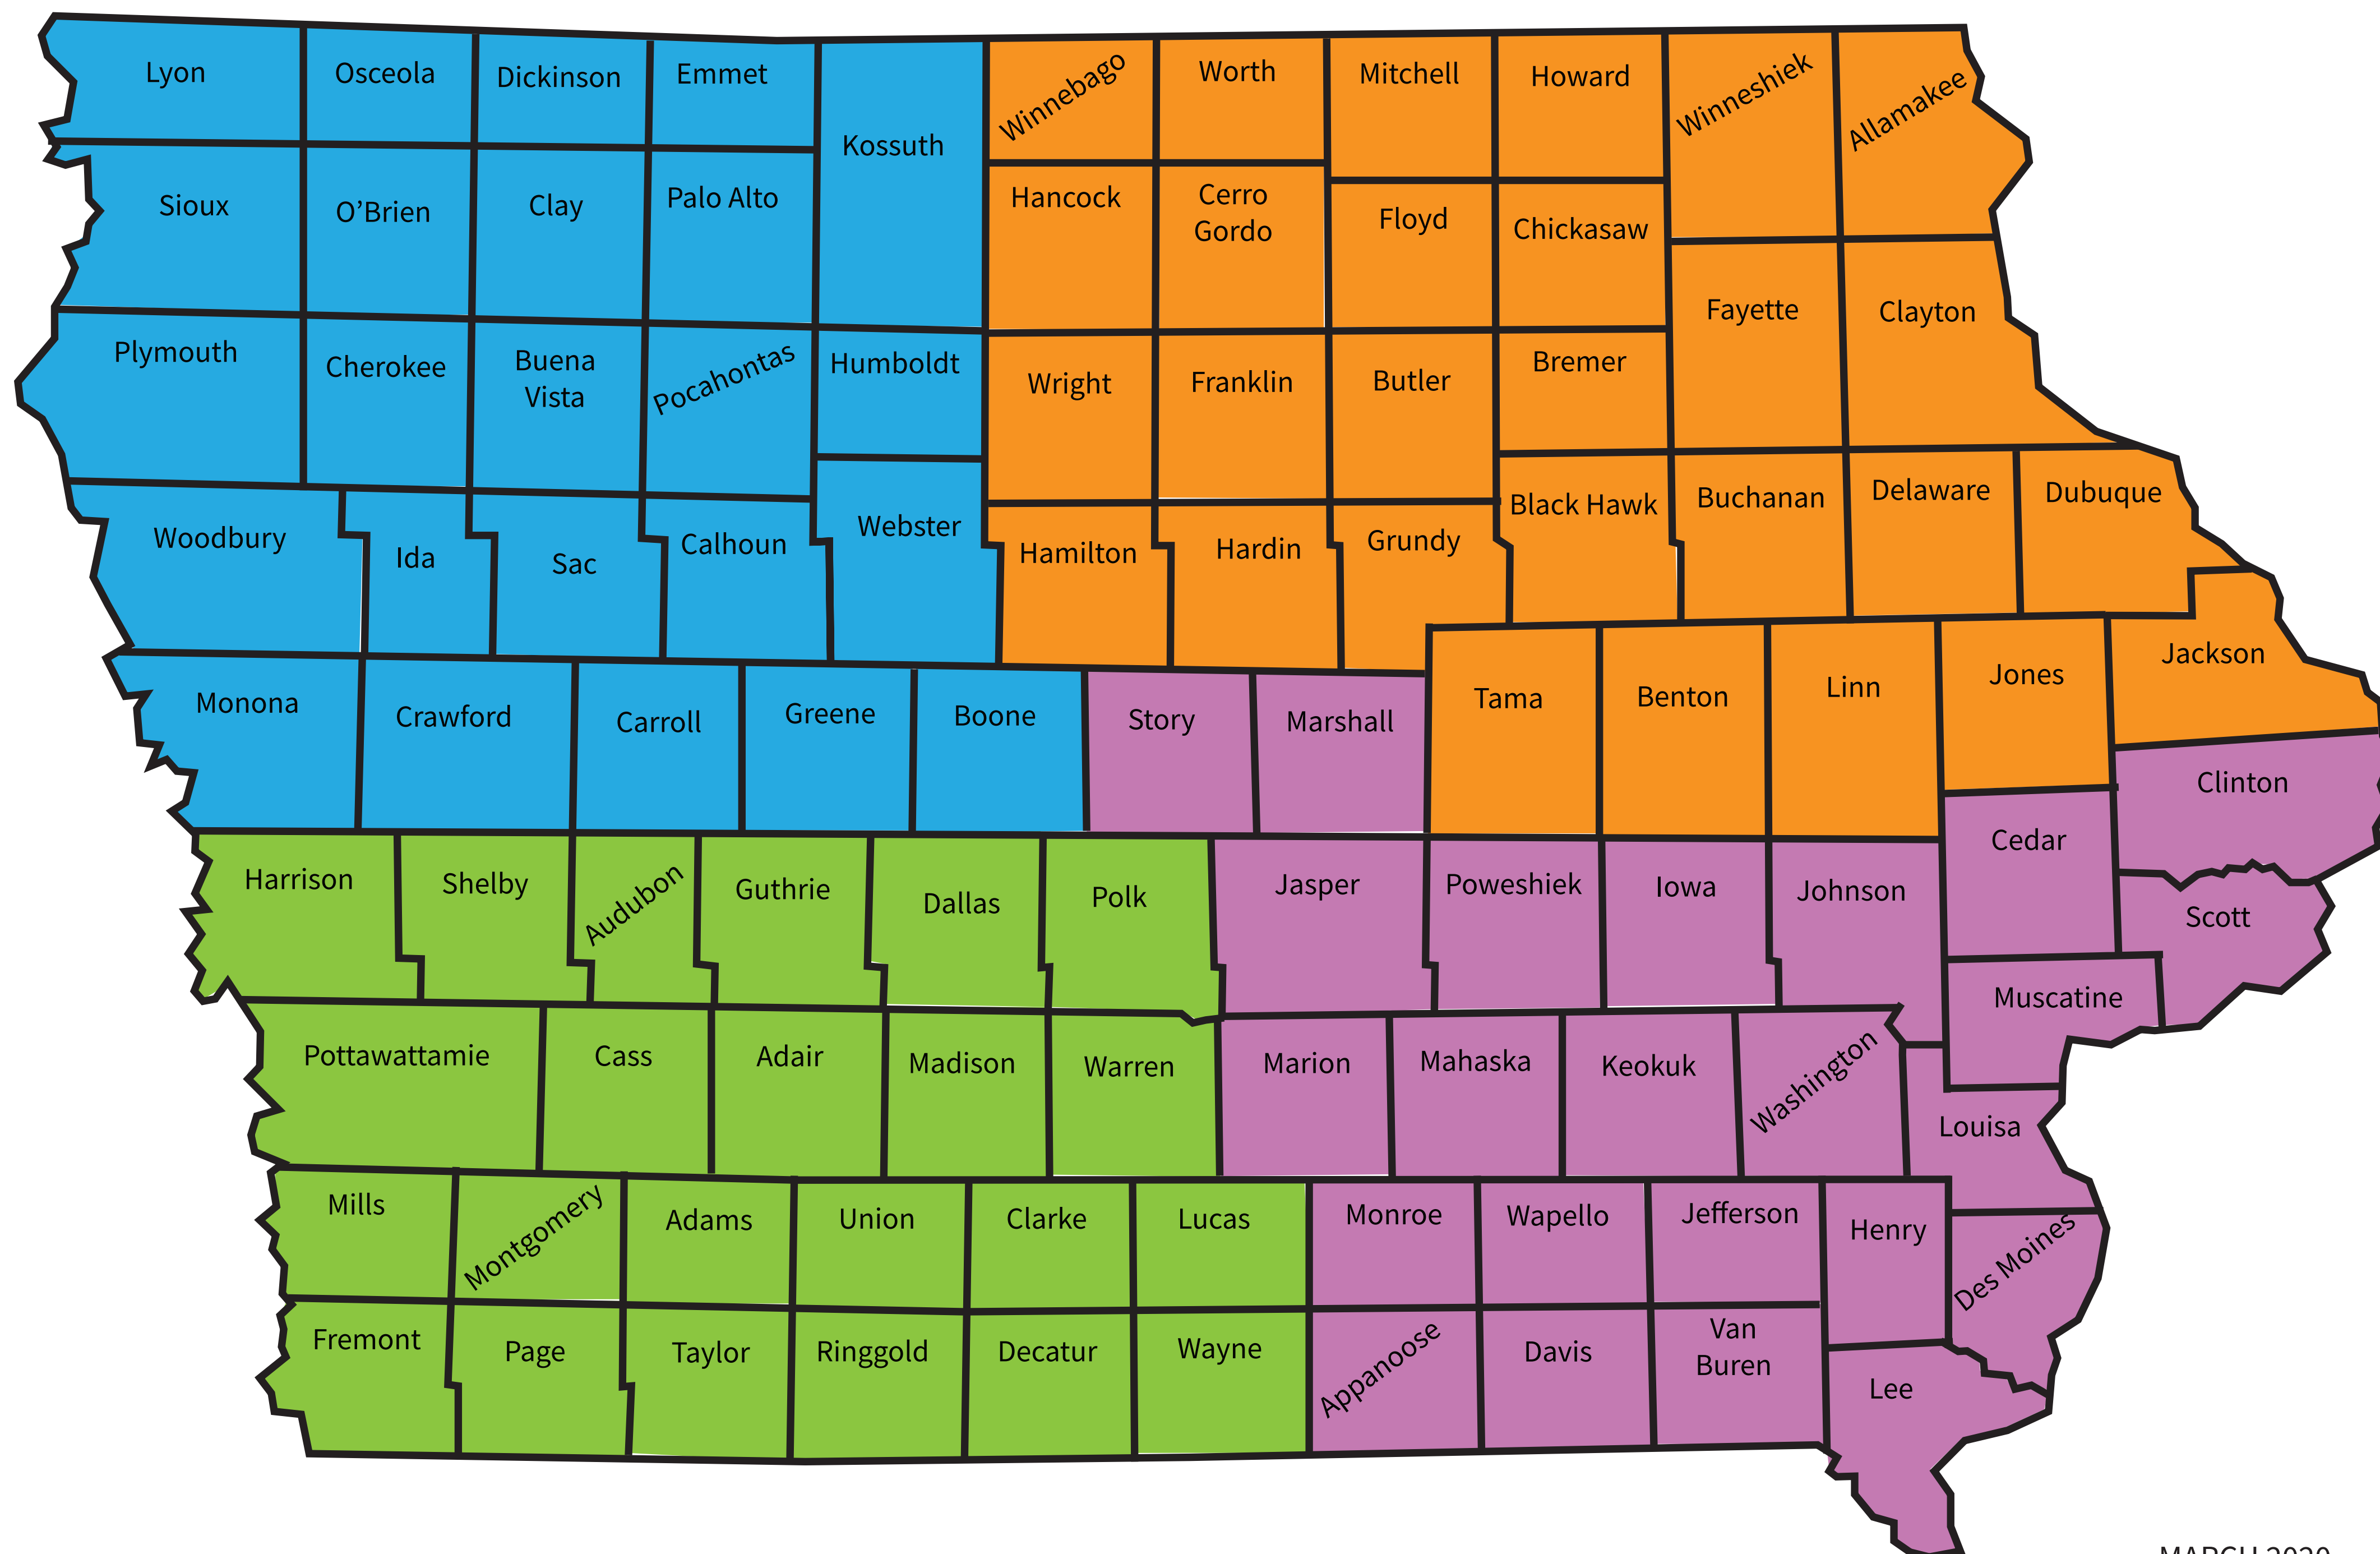 Lyon
Osceola
Dickinson
Emmet
Kossuth
Winnebago
Worth
Mitchell
Howard
Winneshiek
Allamakee
Sioux
O’Brien
Clay
Palo Alto
Hancock
Cerro
Gordo
Floyd
Chickasaw
Fayette
Clayton
Plymouth
Cherokee
Buena
Vista
Pocahontas
Humboldt
Wright
Franklin
Butler
Bremer
Woodbury
Ida
Sac
Calhoun
Webster
Hamilton
Hardin
Grundy
Black Hawk
Buchanan
Delaware
Dubuque
Monona
Crawford
Carroll
Greene
Boone
Story
Marshall
Tama
Benton
Linn
Jones
Jackson
Clinton
Cedar
Harrison
Shelby
Audubon
Guthrie
Dallas
Polk
Jasper
Poweshiek
Iowa
Johnson
Scott
Muscatine
Pottawattamie
Cass
Adair
Madison
Warren
Marion
Mahaska
Keokuk
Washington
Louisa
Mills
Montgomery
Adams
Union
Clarke
Lucas
Monroe
Wapello
Jefferson
Henry
Des Moines
Fremont
Page
Taylor
Ringgold
Decatur
Wayne
Appanoose
Davis
Van
Buren
Lee
MARCH 2020